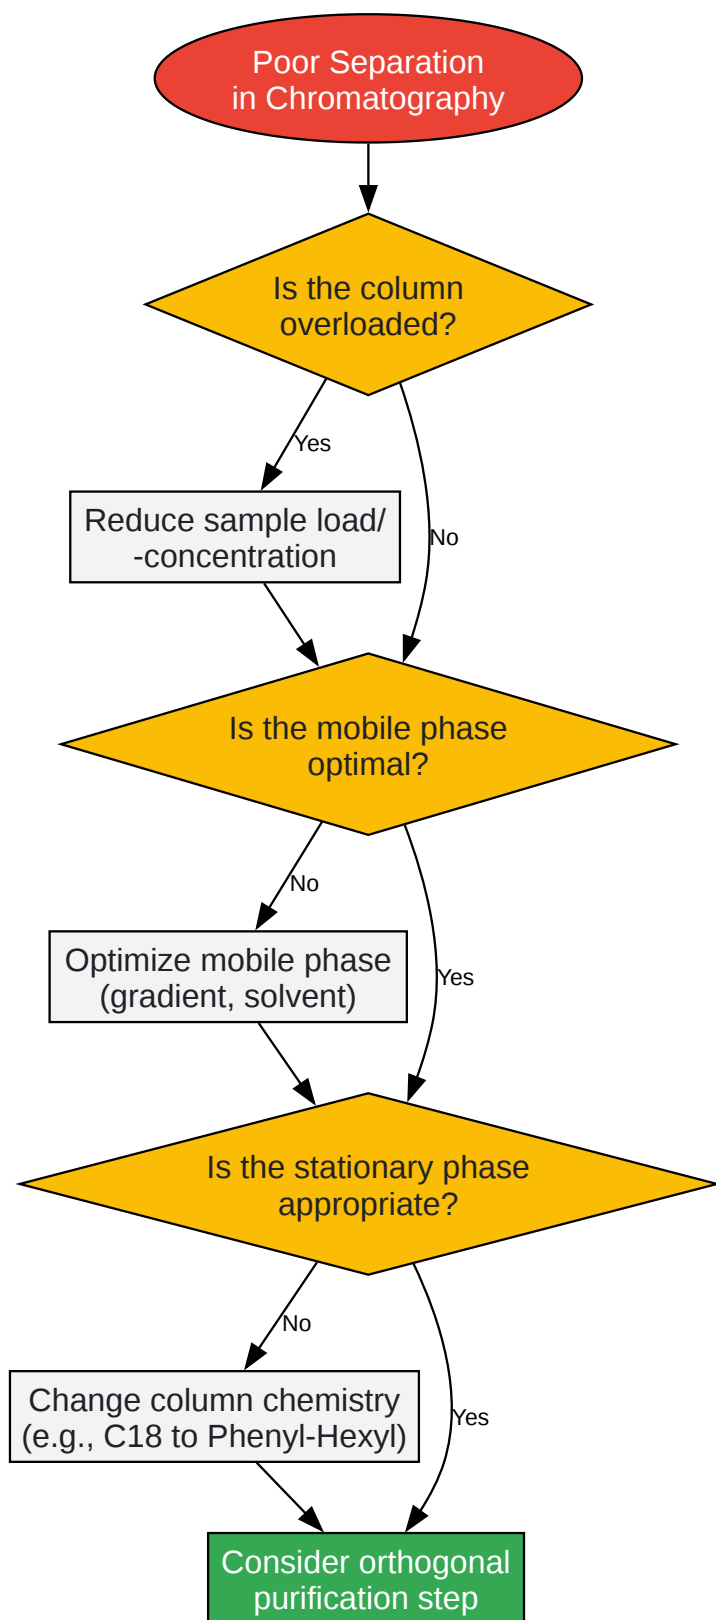 Poor Separation
in Chromatography
Is the column
overloaded?
Yes
Reduce sample load/
-concentration
No
Is the mobile phase
optimal?
No
Optimize mobile phase
(gradient, solvent)
Yes
Is the stationary phase
appropriate?
No
Change column chemistry
(e.g., C18 to Phenyl-Hexyl)
Yes
Consider orthogonal
purification step